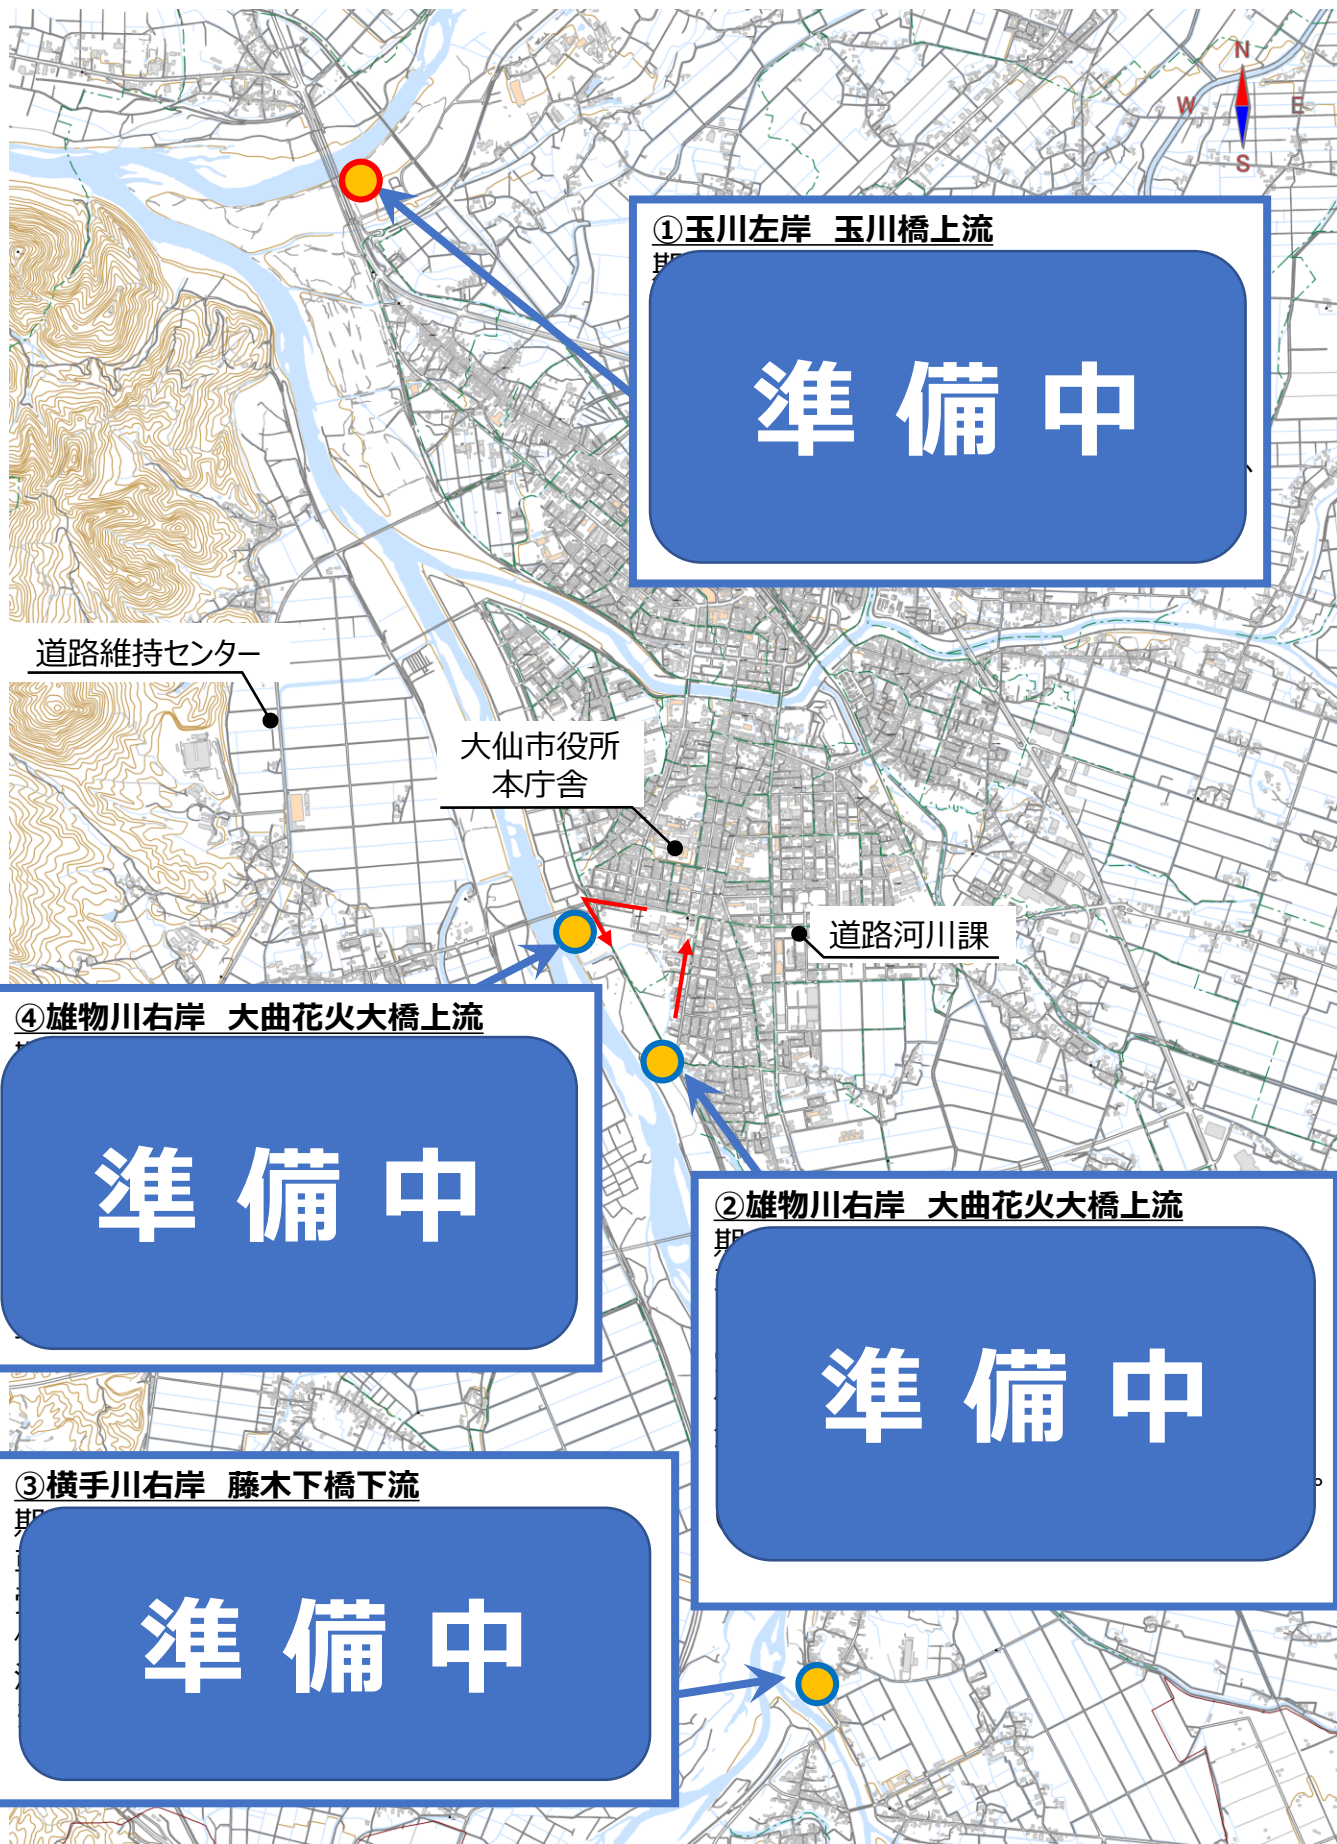 N
W E
S
①玉川左岸　玉川橋上流
期
準備中
道路維持センター
大仙市役所
本庁舎
道路河川課
④雄物川右岸　大曲花火大橋上流
準備中
②雄物川右岸　大曲花火大橋上流
期
準備中
。
③横手川右岸　藤木下橋下流
期
準備中